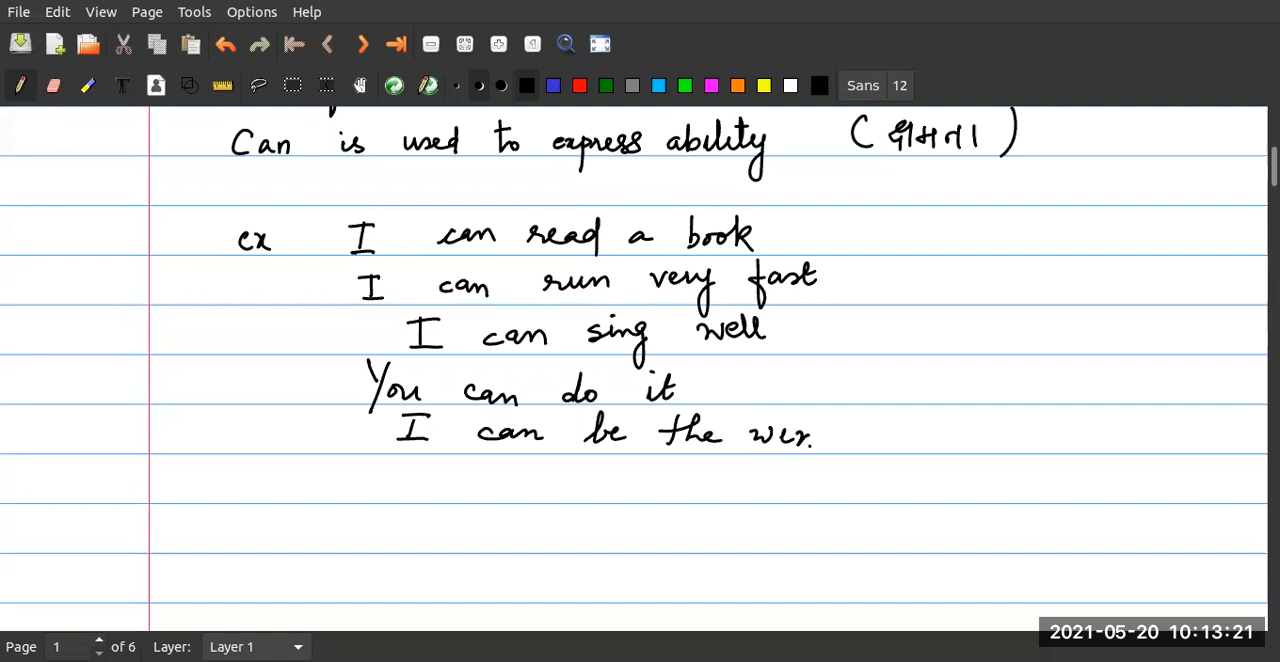 File Edit View Page Tools Options Help
Sans 12
Can is used to express ability (ક્ષમતા)
ex I can read a book
I can run very fast
I can sing well
You can do it
I can be the
2021-05-20 10:13:21
Page 1 of 6 Layer: Layer 1